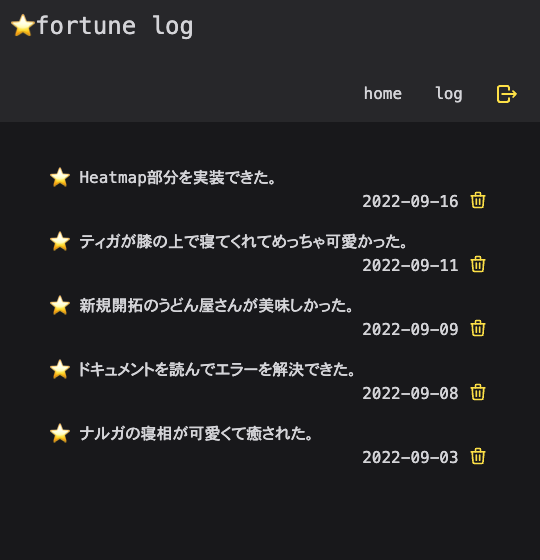 ⭐fortune log
home log
⭐ Heatmap部分を実装できた。
2022-09-16
⭐ ティガが膝の上で寝てくれてめっちゃ可愛かった。
2022-09-11
⭐ 新規開拓のうどん屋さんが美味しかった。
2022-09-09
⭐ ドキュメントを読んでエラーを解決できた。
2022-09-08
⭐ ナルガの寝相が可愛くて癒された。
2022-09-03